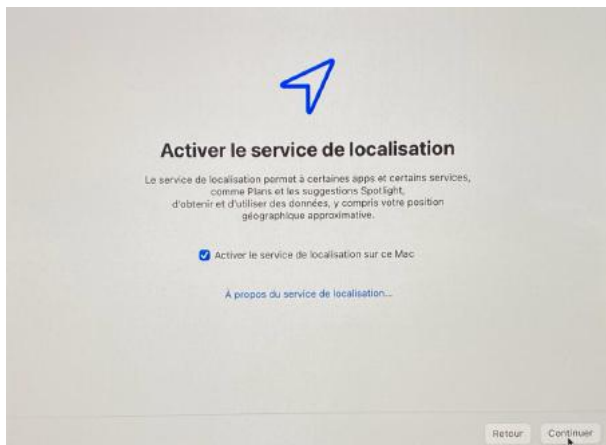 Activer le service de localisation
Le service de localisation permet à certaines apps et certains services,
comme Plans et les suggestions Spotlight,
d'obtenir et d'utiliser des données, y compris votre position
géographique approximative.
Activer le service de localisation sur ce Mac
À propos du service de localisation...
Retour Continuer